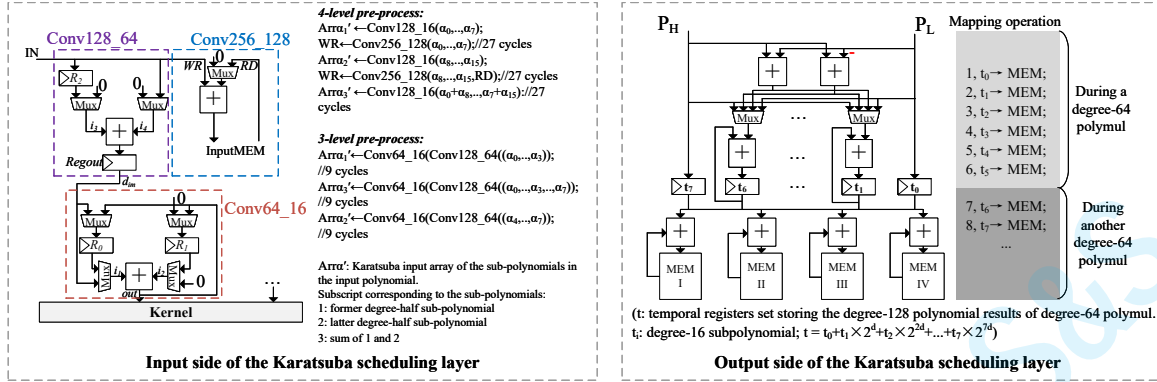 Conv128_64
Conv256_128
IN
R2
0
0
Mux
Mux
i3
i4
+
Regout
dim
WR
0
RD
Mux
+
InputMEM
Conv64_16
0
Mux
Mux
R0
R1
Mux
i1
+
i2
Mux
0
out
...
Kernel
4-level pre-process:
Arrα1′ ←Conv128_16(α0,..,α7);
WR←Conv256_128(α0,..,α7);//27 cycles
Arrα2′ ←Conv128_16(α8,..,α15);
WR←Conv256_128(α8,..,α15,RD);//27 cycles
Arrα3′ ←Conv128_16(α0+α8,..,α7+α15);//27
cycles
3-level pre-process:
Arrα1′←Conv64_16(Conv128_64((α0,..,α3));
//9 cycles
Arrα3′←Conv64_16(Conv128_64((α0,..,α3,..,α7));
//9 cycles
Arrα2′←Conv64_16(Conv128_64((α4,..,α7));
//9 cycles
Arrα′: Karatsuba input array of the sub-polynomials in
the input polynomial.
Subscript corresponding to the sub-polynomials:
1: former degree-half sub-polynomial
2: latter degree-half sub-polynomial
3: sum of 1 and 2
Input side of the Karatsuba scheduling layer
PH
PL
-
+
+
Mux
...
Mux
+
...
+
t7
t6
...
t1
t0
+
+
+
+
MEM
I
MEM
II
MEM
III
MEM
IV
Mapping operation
1, t0→ MEM;
2, t1→ MEM;
3, t2→ MEM;
4, t3→ MEM;
5, t4→ MEM;
6, t5→ MEM;
7, t6→ MEM;
8, t7→ MEM;
...
During a
degree-64
polymul
During
another
degree-64
polymul
(t: temporal registers set storing the degree-128 polynomial results of degree-64 polymul.
ti: degree-16 subpolynomial; t = t0+t1×2^d+t2×2^2d+...+t7×2^7d)
Output side of the Karatsuba scheduling layer